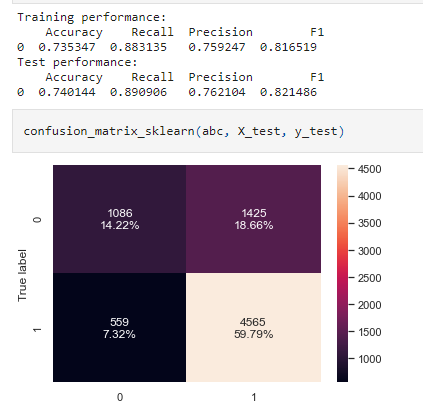 Training performance:
Accuracy Recall Precision F1
0 0.735347 0.883135 0.759247 0.816519
Test performance:
Accuracy Recall Precision F1
0 0.740144 0.890906 0.762104 0.821486
confusion_matrix_sklearn(abc, X_test, y_test)
4500
4000
3500
3000
2500
2000
1500
1000
True label
0
1086
14.22%
1425
18.66%
1
559
7.32%
4565
59.79%
0 1